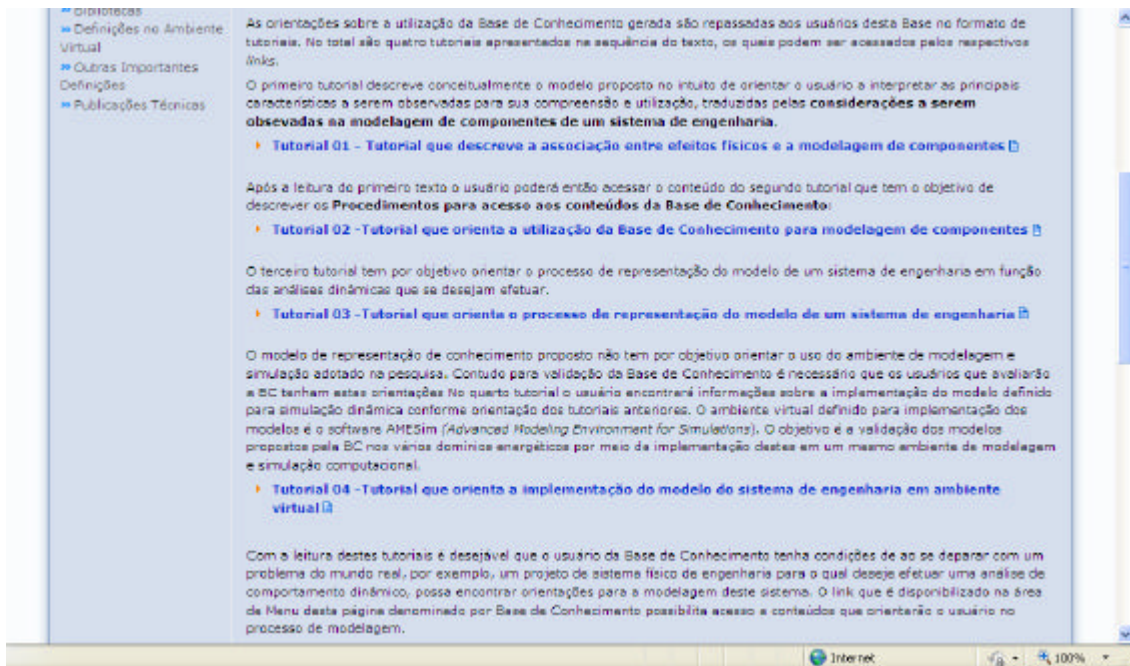 Bibliotecas
Definições no Ambiente
Virtual
Outras Importantes
Definições
Publicações Técnicas
As orientações sobre a utilização da Base de Conhecimento gerada são repassadas aos usuários desta Base no formato de
tutoriais. No total são quatro tutoriais apresentados na sequência do texto, os quais podem ser acessados pelos respectivos
links.
O primeiro tutorial descreve conceitualmente o modelo proposto no intuito de orientar o usuário a interpretar as principais
características a serem observadas para sua compreensão e utilização, traduzidas pelas considerações a serem
obsevadas na modelagem de componentes de um sistema de engenharia.
Tutorial 01 - Tutorial que descreve a associação entre efeitos físicos e a modelagem de componentes
Após a leitura do primeiro texto o usuário poderá então acessar o conteúdo do segundo tutorial que tem o objetivo de
descrever os Procedimentos para acesso aos conteúdos da Base de Conhecimento:
Tutorial 02 -Tutorial que orienta a utilização da Base de Conhecimento para modelagem de componentes
O terceiro tutorial tem por objetivo orientar o processo de representação do modelo de um sistema de engenharia em função
das análises dinâmicas que se desejam efetuar.
Tutorial 03 -Tutorial que orienta o processo de representação do modelo de um sistema de engenharia
O modelo de representação de conhecimento proposto não tem por objetivo orientar o uso do ambiente de modelagem e
simulação adotado na pesquisa. Contudo para validação da Base de Conhecimento é necessário que os usuários que avaliarão
a BC tenham estas orientações No quarto tutorial o usuário encontrará informações sobre a implementação do modelo definido
para simulação dinâmica conforme orientação dos tutoriais anteriores. O ambiente virtual definido para implementação dos
modelos é o software AMESim (Advanced Modeling Environment for Simulations). O objetivo é a validação dos modelos
propostos pela BC nos vários domínios energéticos por meio da implementação destes em um mesmo ambiente de modelagem
e simulação computacional.
Tutorial 04 -Tutorial que orienta a implementação do modelo do sistema de engenharia em ambiente
virtual
Com a leitura destes tutoriais é desejável que o usuário da Base de Conhecimento tenha condições de ao se deparar com um
problema do mundo real, por exemplo, um projeto de sistema físico de engenharia para o qual deseje efetuar uma análise de
comportamento dinâmico, possa encontrar orientações para a modelagem deste sistema. O link que é disponibilizado na área
de Menu desta página denominado por Base de Conhecimento possibilita acesso a conteúdos que orientarão o usuário no
processo de modelagem.
Internet
100%